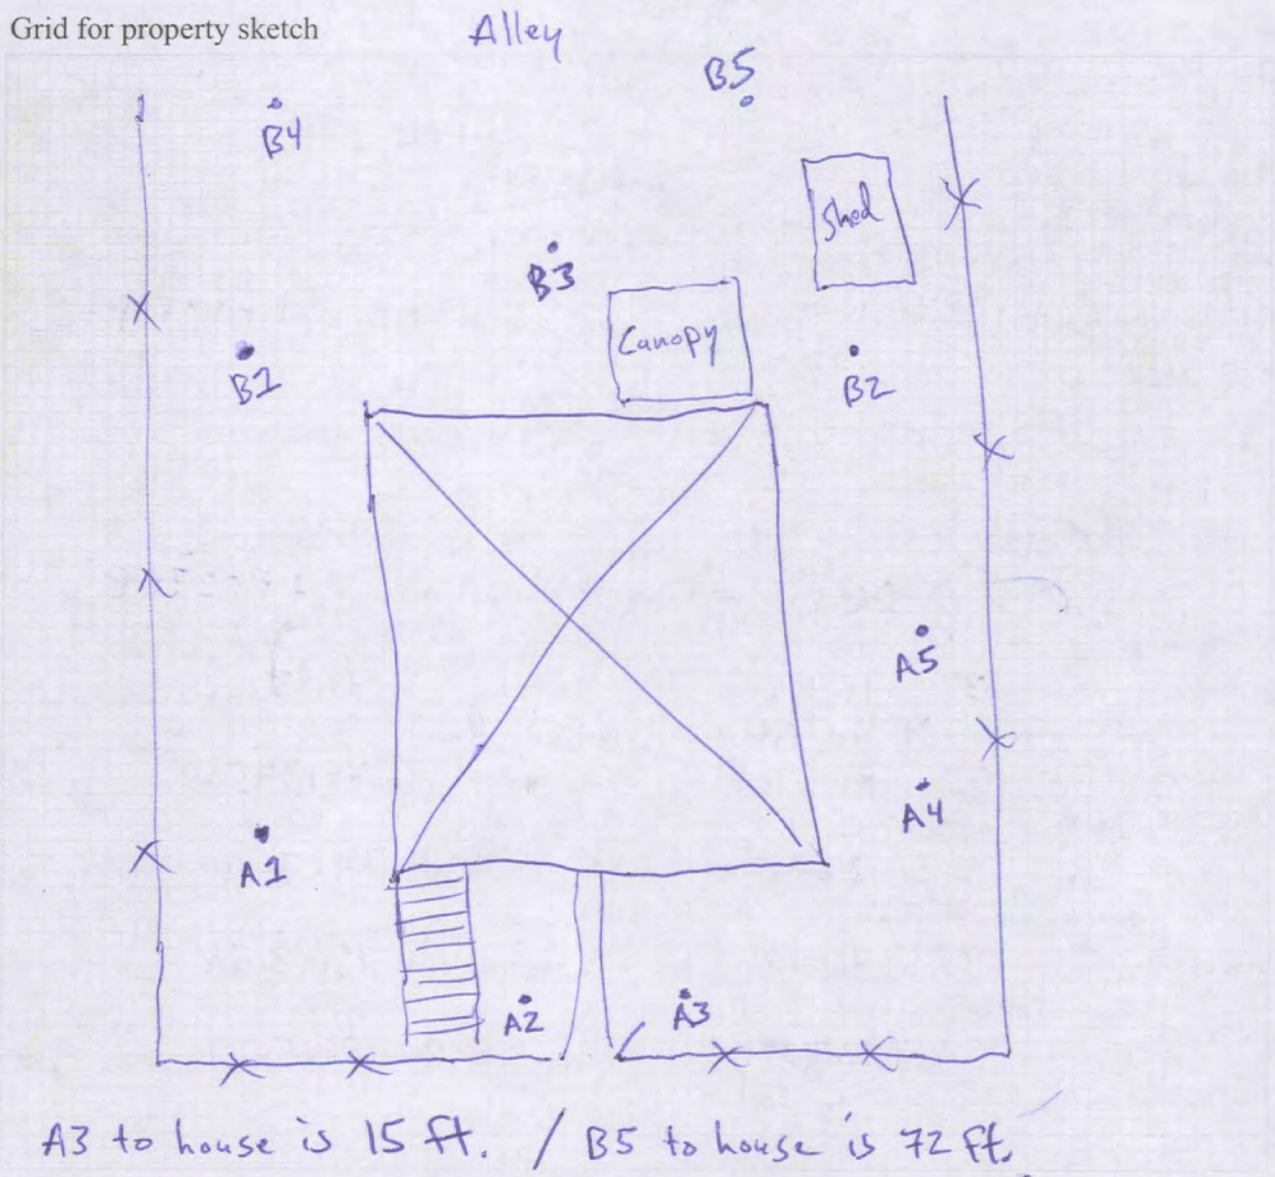 Grid for property sketch
Alley
B5
B4
Shed
B3
Canopy
B1
B2
A5
A4
A1
A2
A3
A3 to house is 15 ft. / B5 to house is 72 ft.